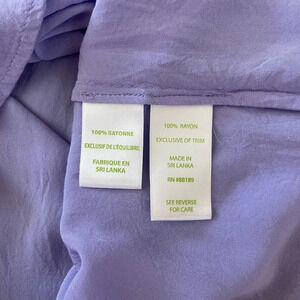 100% RAYONNE
EXCLUSIF DE L'ÉQUILIBRE
FABRIQUE EN
SRI LANKA
100% RAYON
EXCLUSIVE OF TRIM
MADE IN
SRI LANKA
RN #88189
SEE REVERSE
FOR CARE